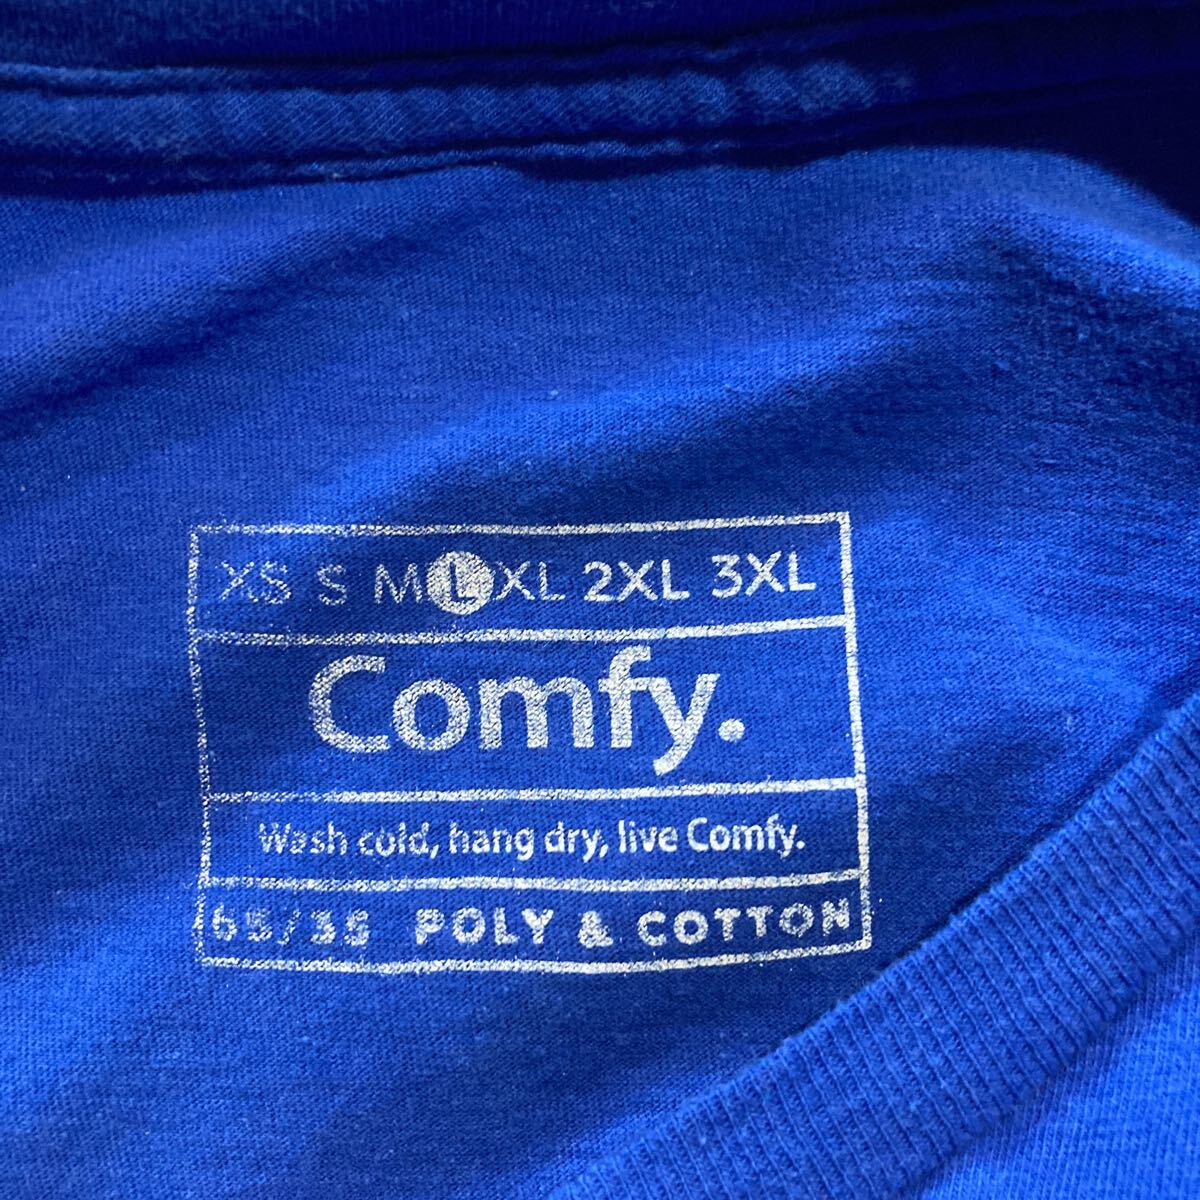 XS S M L XL 2XL 3XL
Comfy.
Wash cold, hang dry, live Comfy.
65/35 POLY & COTTON